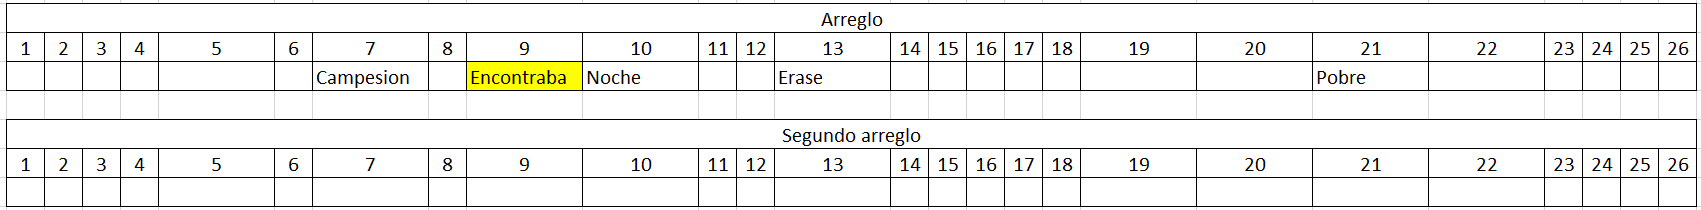 Arreglo
1 2 3 4 5 6 7 8 9 10 11 12 13 14 15 16 17 18 19 20 21 22 23 24 25 26
Campesion Encontraba Noche Erase Pobre
Segundo arreglo
1 2 3 4 5 6 7 8 9 10 11 12 13 14 15 16 17 18 19 20 21 22 23 24 25 26